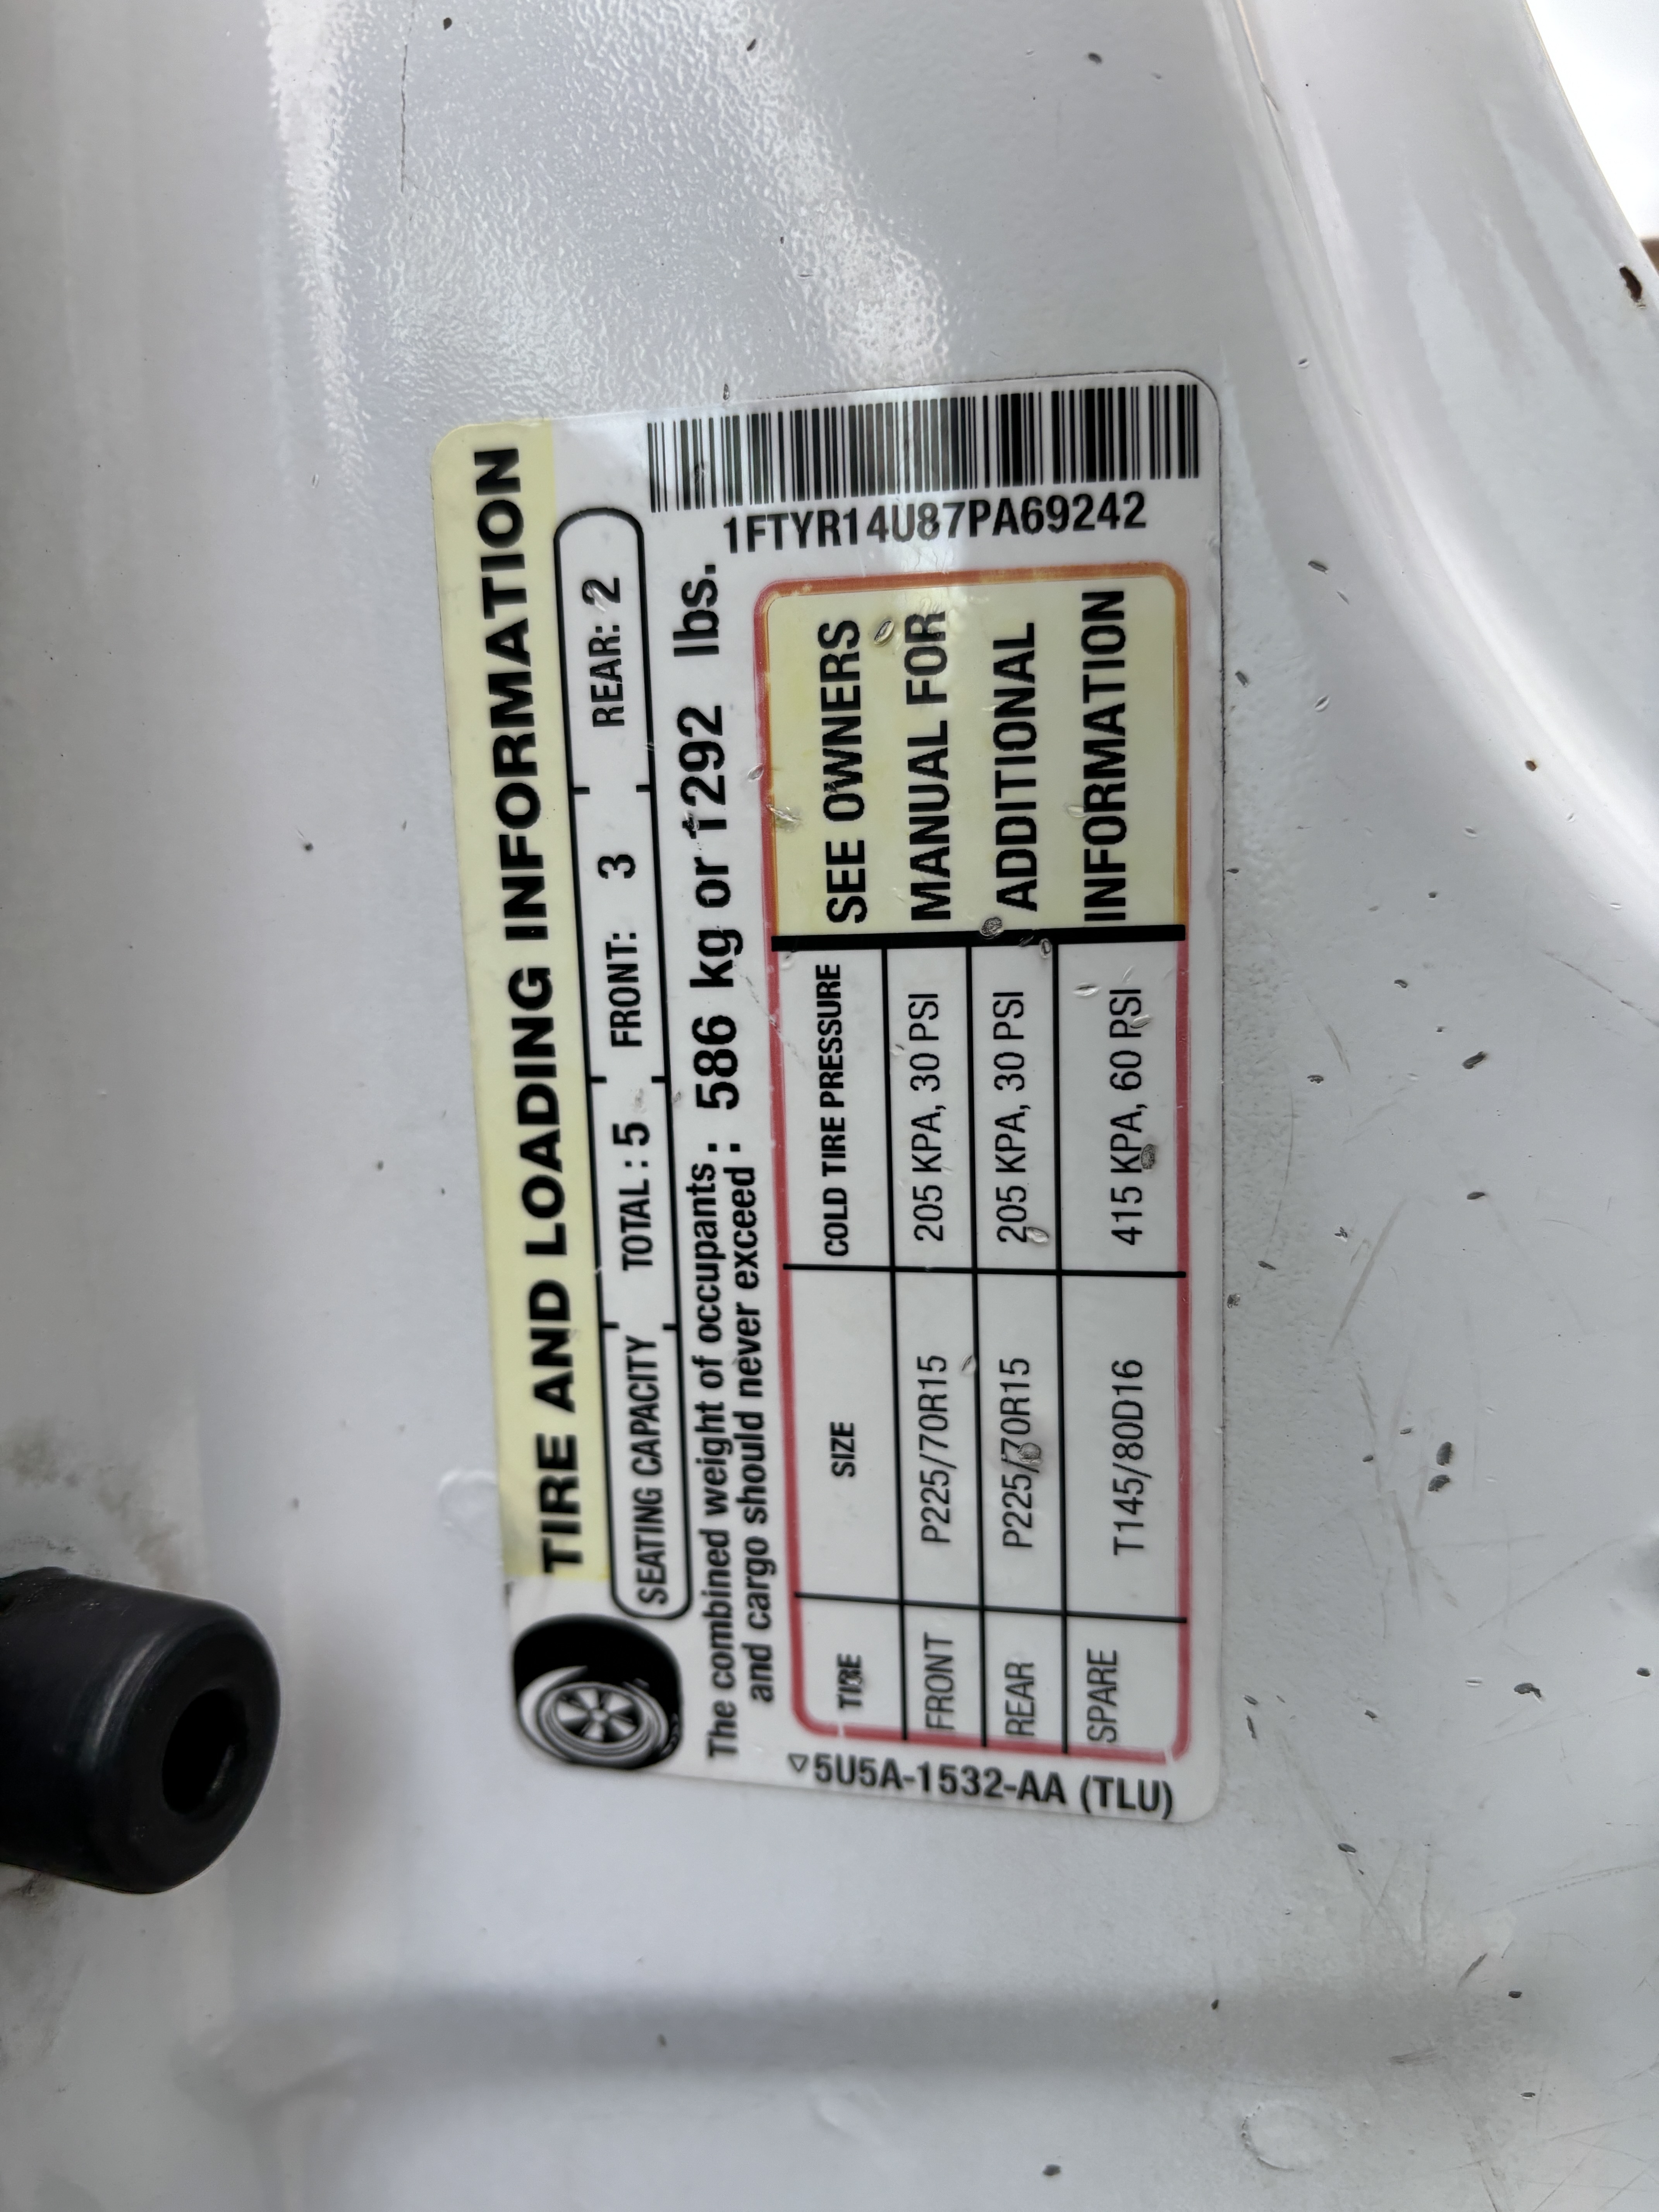 TIRE AND LOADING INFORMATION
SEATING CAPACITY TOTAL : 5 FRONT: 3 REAR: 2
The combined weight of occupants : 586 kg or 1292 lbs.
and cargo should never exceed :
TIRE SIZE COLD TIRE PRESSURE
FRONT P225/70R15 205 KPA, 30 PSI
REAR P225/70R15 205 KPA, 30 PSI
SPARE T145/80D16 415 KPA, 60 PSI
SEE OWNERS
MANUAL FOR
ADDITIONAL
INFORMATION
1FTYR14U87PA69242
5U5A-1532-AA (TLU)